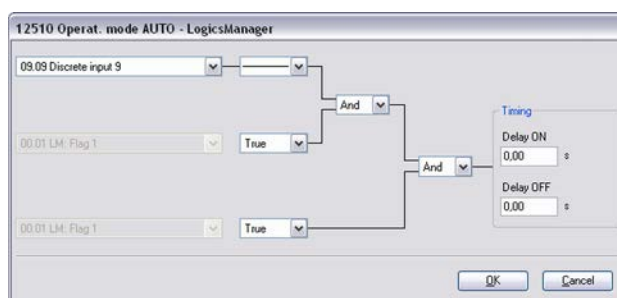 12510 Operat. mode AUTO - LogicsManager
09.09 Discrete input 9
And
Timing
Delay ON
00.01 LM: Flag 1 True
0,00 s
And
Delay OFF
0,00 s
00.01 LM: Flag 1 True
OK Cancel